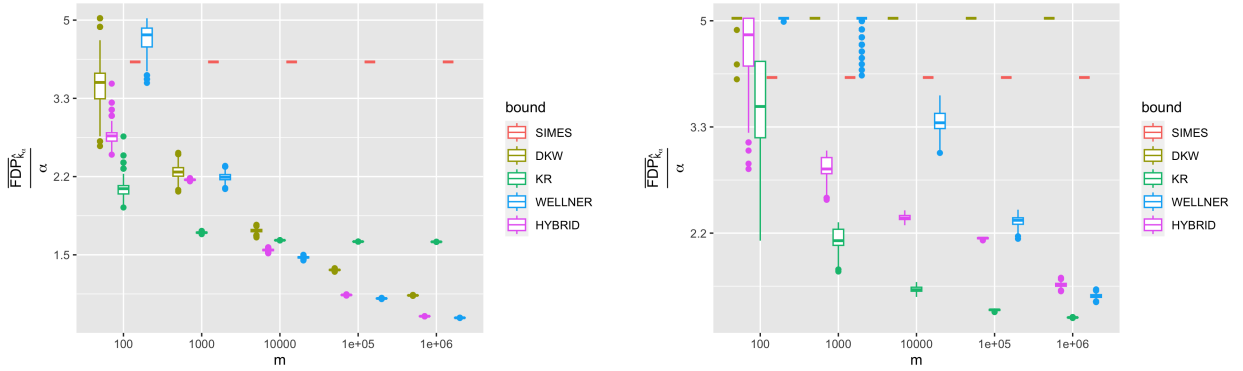 5
3.3
2.2
1.5
FDP k̂α
α
100
1000
10000
1e+05
1e+06
m
bound
SIMES
DKW
KR
WELLNER
HYBRID
5
3.3
2.2
FDP k̂α
α
100
1000
10000
1e+05
1e+06
m
bound
SIMES
DKW
KR
WELLNER
HYBRID